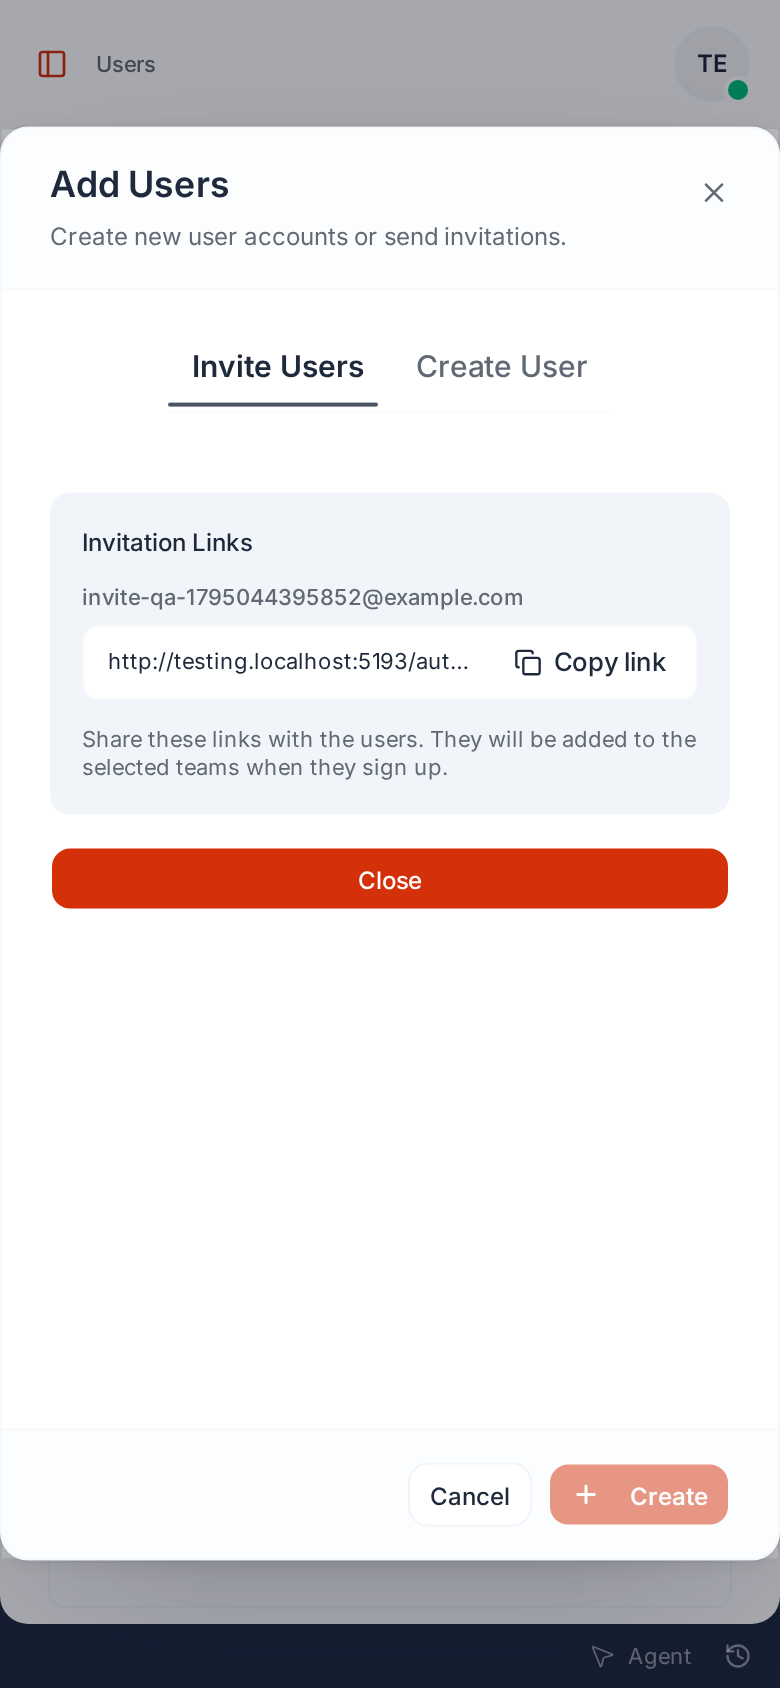 Users
TE
Add Users
Create new user accounts or send invitations.
Invite Users
Create User
Invitation Links
invite-qa-1795044395852@example.com
http://testing.localhost:5193/aut...
Copy link
Share these links with the users. They will be added to the
selected teams when they sign up.
Close
Cancel
Create
Agent